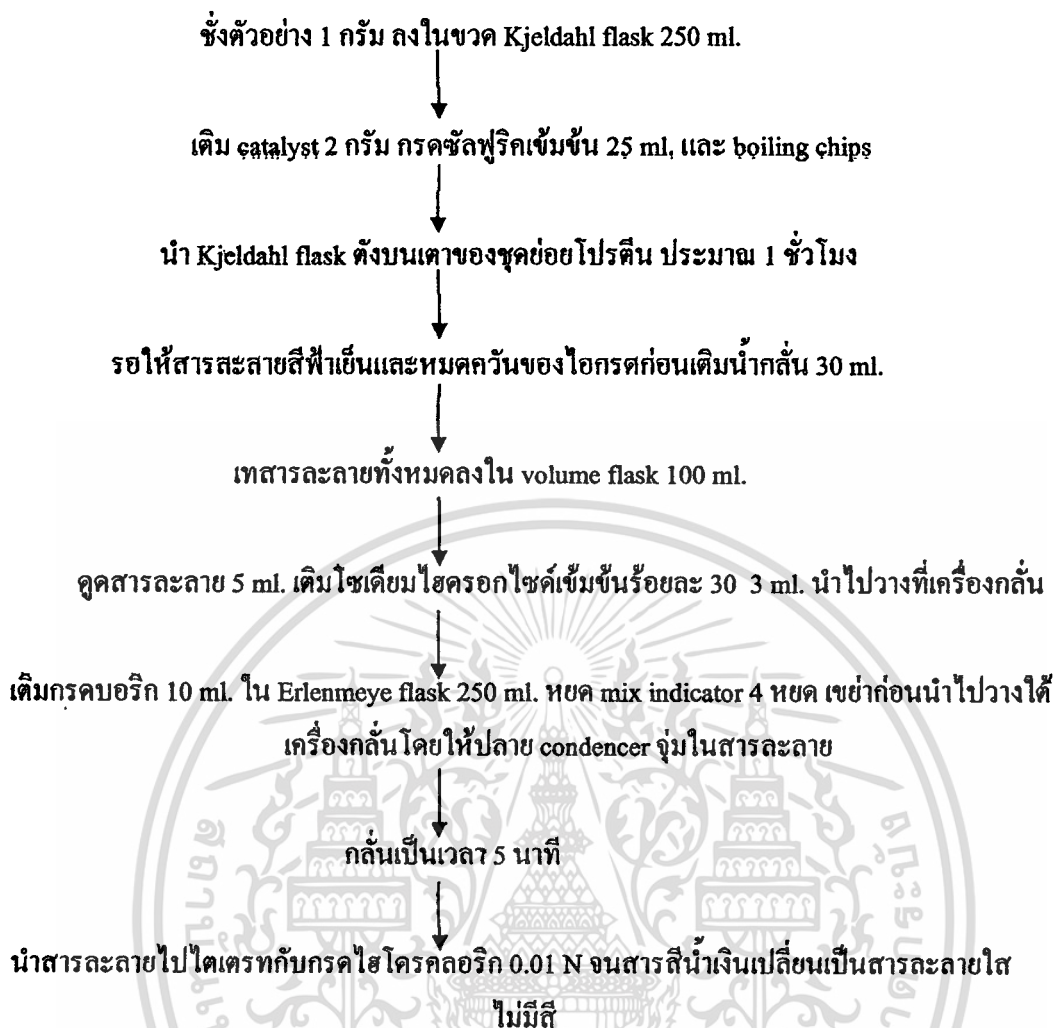 ชั่งตัวอย่าง 1 กรัม ลงในขวด Kjeldahl flask 250 ml.
เติม catalyst 2 กรัม กรดซัลฟูริคเข้มข้น 25 ml, และ boiling chips
นำ Kjeldahl flask ตังบนเตาของชุดย่อยโปรตีน ประมาณ 1 ชั่วโมง
รอให้สารสะลายสีฟ้าเย็นและหมดควันของไอกรดก่อนเติมน้ำกลั่น 30 ml.
เทสารละลายทั้งหมดลงใน volume flask 100 ml.
ดูดสารละลาย 5 ml. เติมโซเดียมไฮดรอกไซด์เข้มข้นร้อยละ 30 3 ml. นำไปวางที่เครื่องกลั่น
เติมกรดบอริก 10 ml. ใน Erlenmeye flask 250 ml. หยด mix indicator 4 หยด เขย่าก่อนนำไปวางใต้
เครื่องกลั่นโดยให้ปลาย condencer จุ่มในสารละลาย
กลั่นเป็นเวลา 5 นาที
นำสารละลายไปไตเตรทกับกรดไฮโดรคลอริก 0.01 N จนสารสีน้ำเงินเปลี่ยนเป็นสารละลายใส
ไม่มีสี